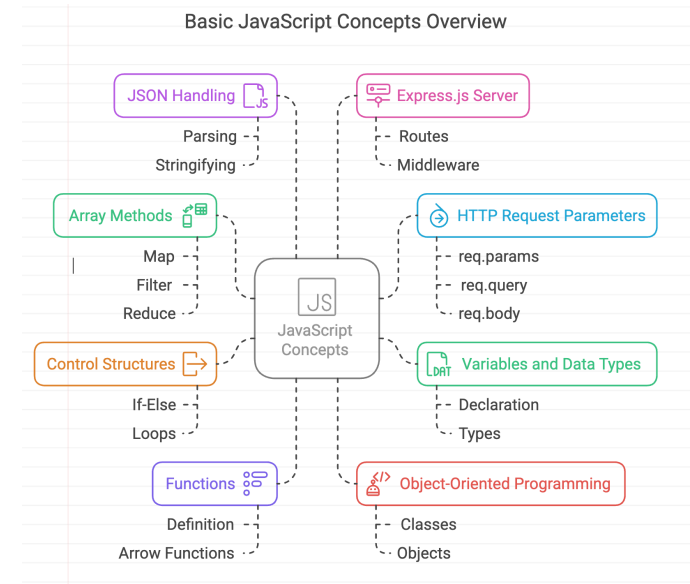 Basic JavaScript Concepts Overview
JSON Handling
JS
Parsing
Stringifying
Express.js Server
Routes
Middleware
Array Methods
Map
Filter
Reduce
HTTP Request Parameters
req.params
req.query
req.body
JS
JavaScript
Concepts
Control Structures
If-Else
Loops
DAT
Variables and Data Types
Declaration
Types
Functions
Definition
Arrow Functions
Object-Oriented Programming
Classes
Objects